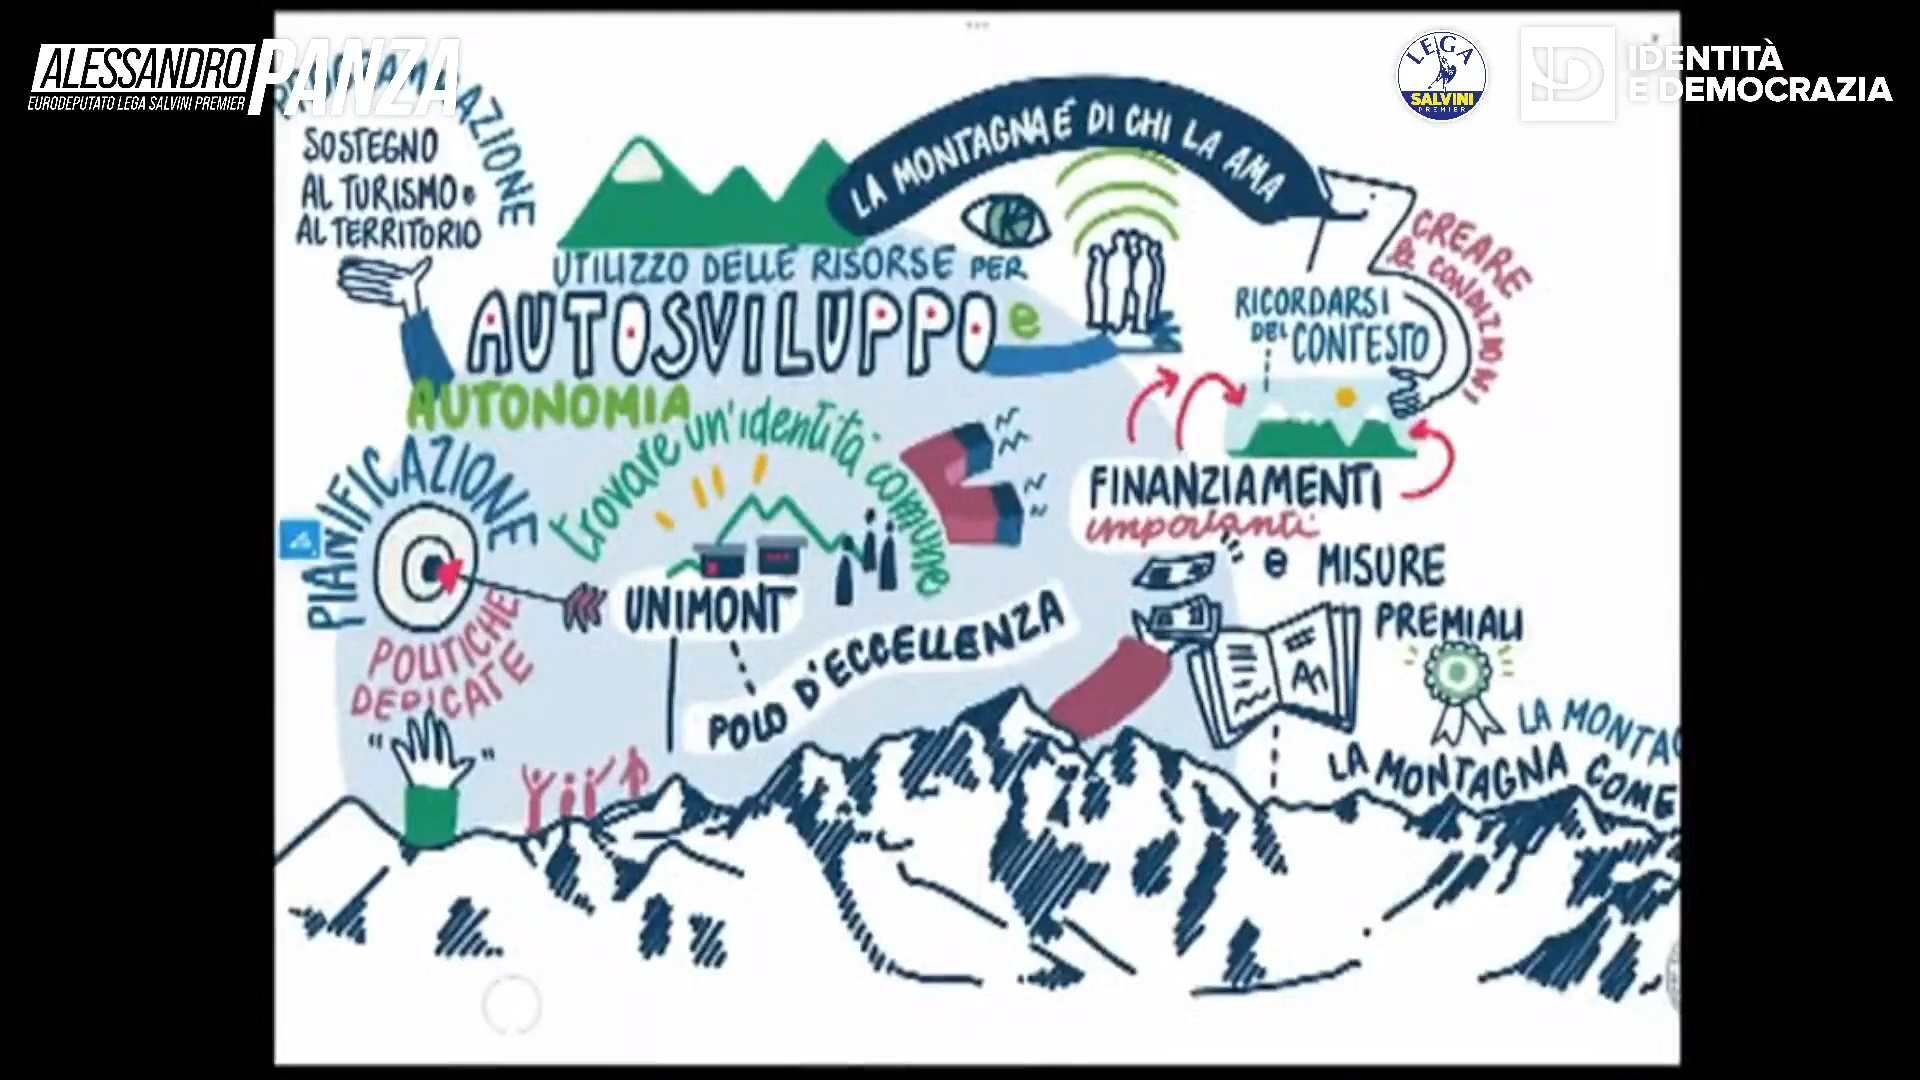 ALESSANDRO PANZA
EURODEPUTATO LEGA SALVINI PREMIER
LEGA
SALVINI
PREMIER
ID
IDENTITÀ
E DEMOCRAZIA
SOSTEGNO
AL TURISMO e
AL TERRITORIO
LA MONTAGNA É DI CHI LA AMA
UTILIZZO DELLE RISORSE PER
AUTOSVILUPPO e
AUTONOMIA
CREARE
le CONDIZIONI
RICORDARSI
DEL CONTESTO
PIANIFICAZIONE
trovare un'identità comune
FINANZIAMENTI
importanti
e MISURE
PREMIALI
UNIMONT
POLO D'ECCELLENZA
POLITICHE
DEDICATE
" "
LA MONTAG
LA MONTAGNA COME